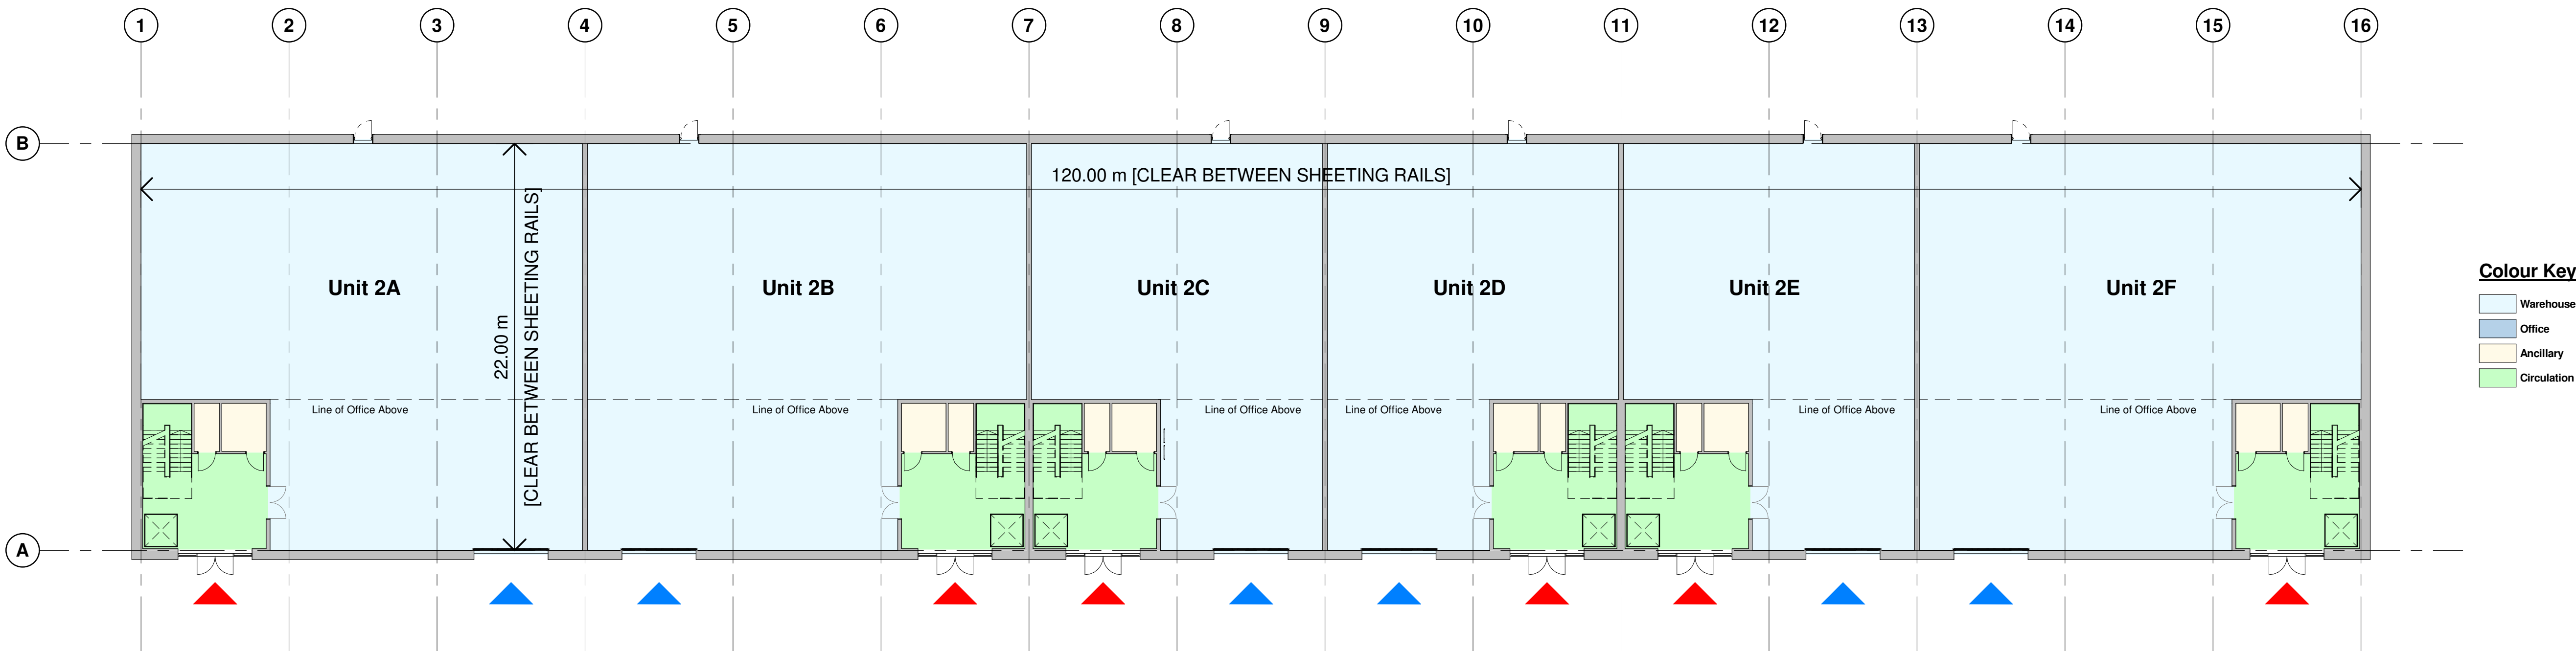 1 2 3 4 5 6 7 8 9 10 11 12 13 14 15 16
B
120.00 m [CLEAR BETWEEN SHEETING RAILS]
22.00 m
[CLEAR BETWEEN SHEETING RAILS]
Unit 2A
Unit 2B
Unit 2C
Unit 2D
Unit 2E
Unit 2F
Line of Office Above
Line of Office Above
Line of Office Above
Line of Office Above
Line of Office Above
Line of Office Above
A
Colour Key
Warehouse
Office
Ancillary
Circulation